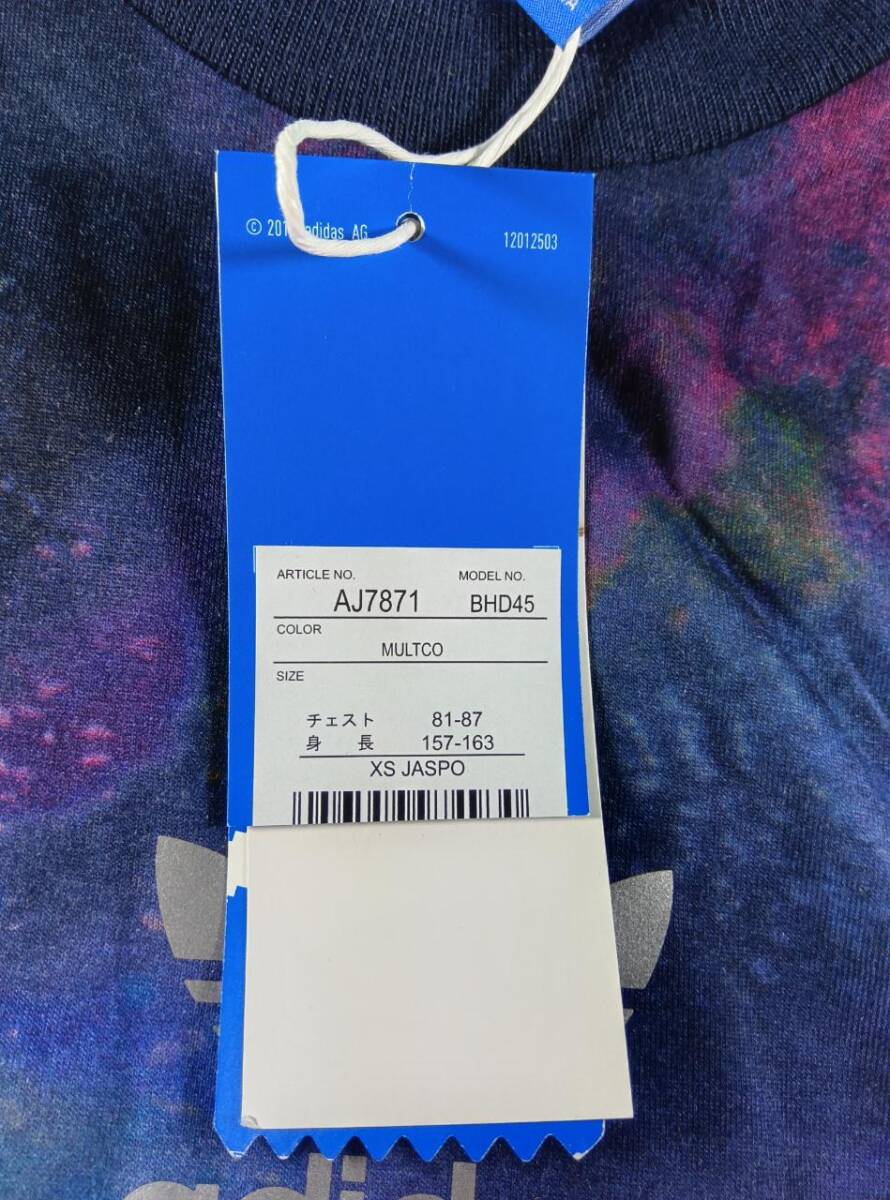 © 201 adidas AG
12012503
ARTICLE NO. MODEL NO.
AJ7871 BHD45
COLOR
MULTCO
SIZE
チェスト 81-87
身 長 157-163
XS JASPO